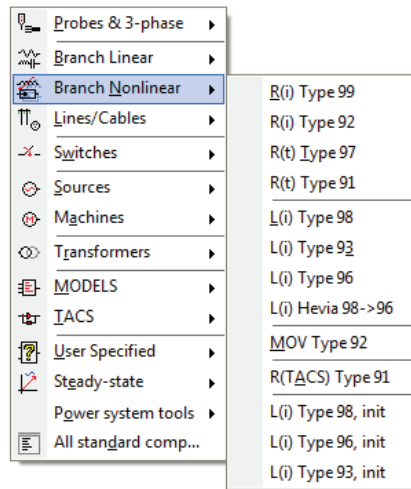 Probes & 3-phase
Branch Linear
Branch Nonlinear
Lines/Cables
Switches
Sources
Machines
Transformers
MODELS
TACS
User Specified
Steady-state
Power system tools
All standard comp...
R(i) Type 99
R(i) Type 92
R(t) Type 97
R(t) Type 91
L(i) Type 98
L(i) Type 93
L(i) Type 96
L(i) Hevia 98->96
MOV Type 92
R(TACS) Type 91
L(i) Type 98, init
L(i) Type 96, init
L(i) Type 93, init